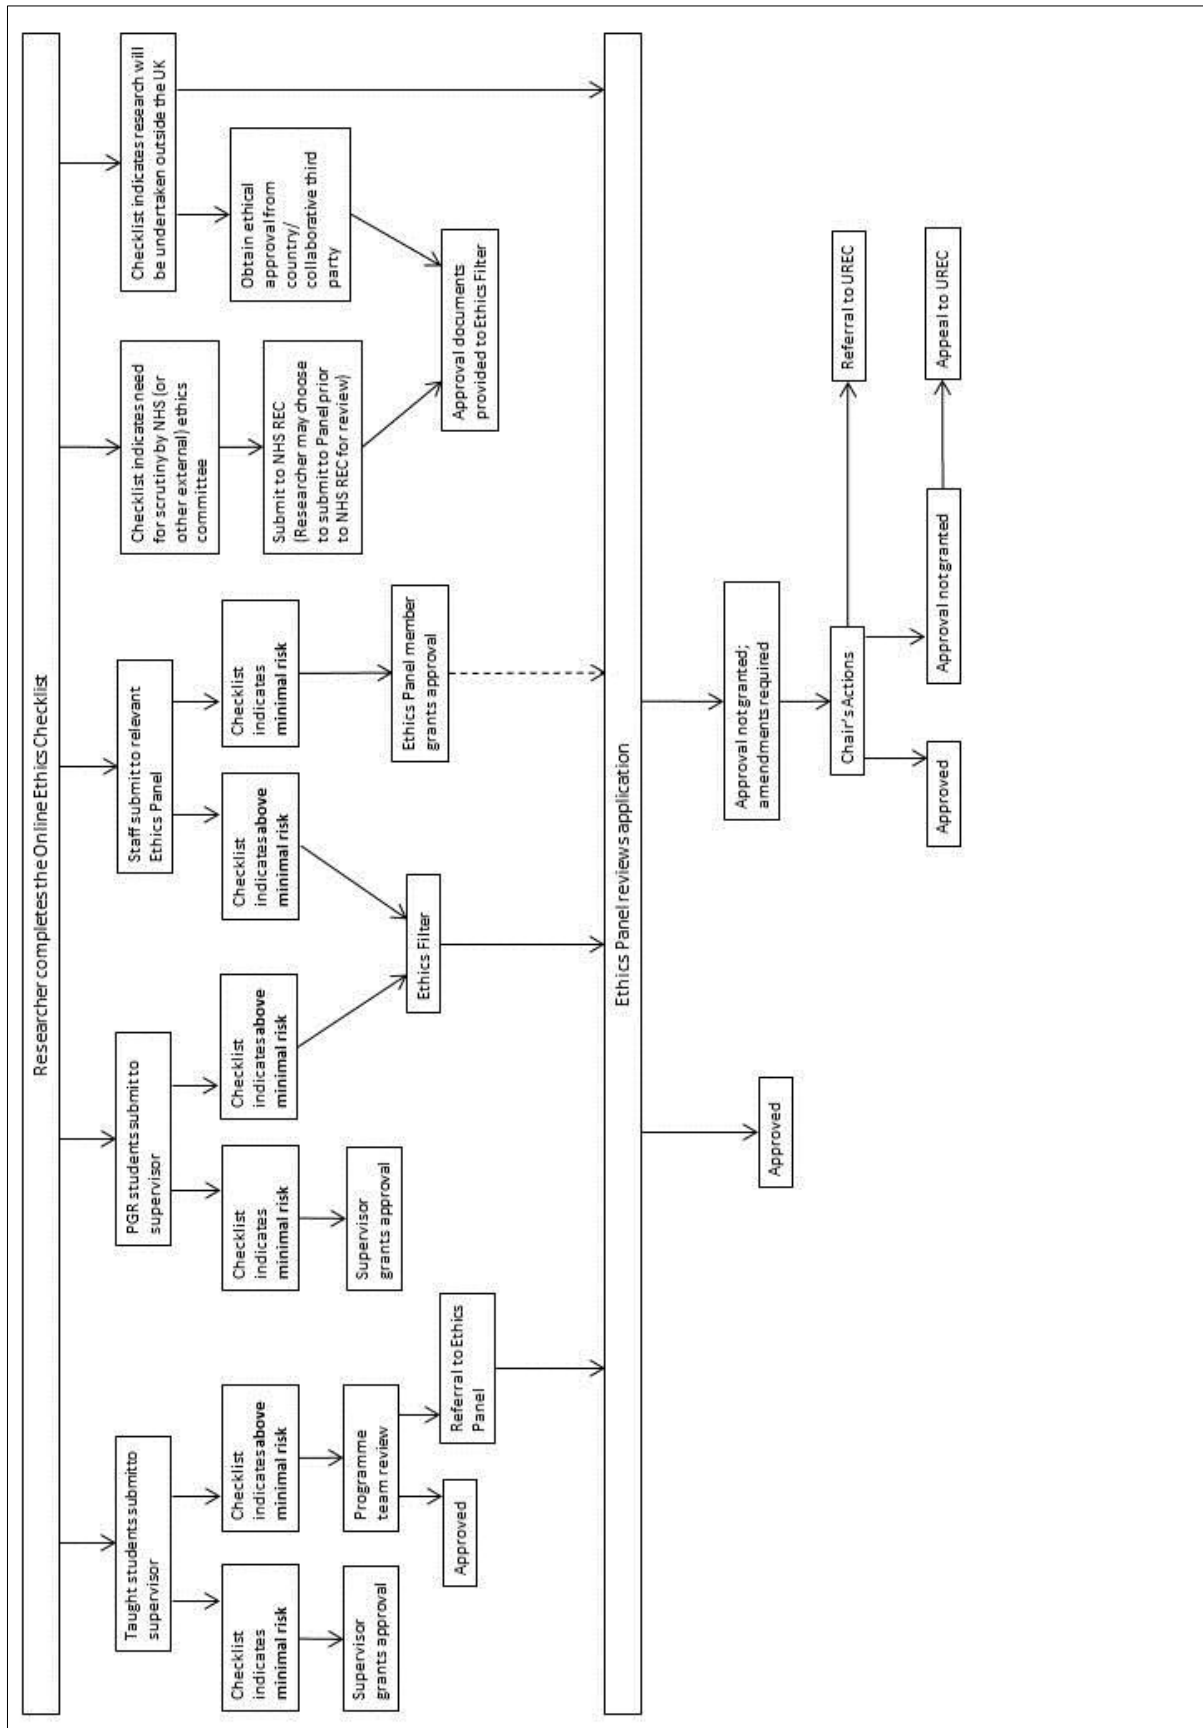 Researcher completes the Online Ethics Checklist
Taught students submit to
supervisor
PGR students submit to
supervisor
Staff submit to relevant
Ethics Panel
Checklist indicates need
for scrutiny by NHS (or
other external) ethics
committee
Checklist indicates research will
be undertaken outside the UK
Checklist
indicates
minimal risk
Checklist
indicates above
minimal risk
Checklist
indicates
minimal risk
Checklist
indicates above
minimal risk
Checklist
indicates above
minimal risk
Checklist
indicates
minimal risk
Submit to NHS REC
(Researcher may choose
to submit to Panel prior
to NHS REC for review)
Obtain ethical
approval from
country/
collaborative third
party
Supervisor
grants approval
Programme
team review
Supervisor
grants approval
Ethics Filter
Ethics Panel member
grants approval
Approved
Referral to Ethics
Panel
Approval documents
provided to Ethics Filter
Ethics Panel reviews application
Approved
Approval not granted;
amendments required
Chair's Actions
Referral to UREC
Approved
Approval not granted
Appeal to UREC